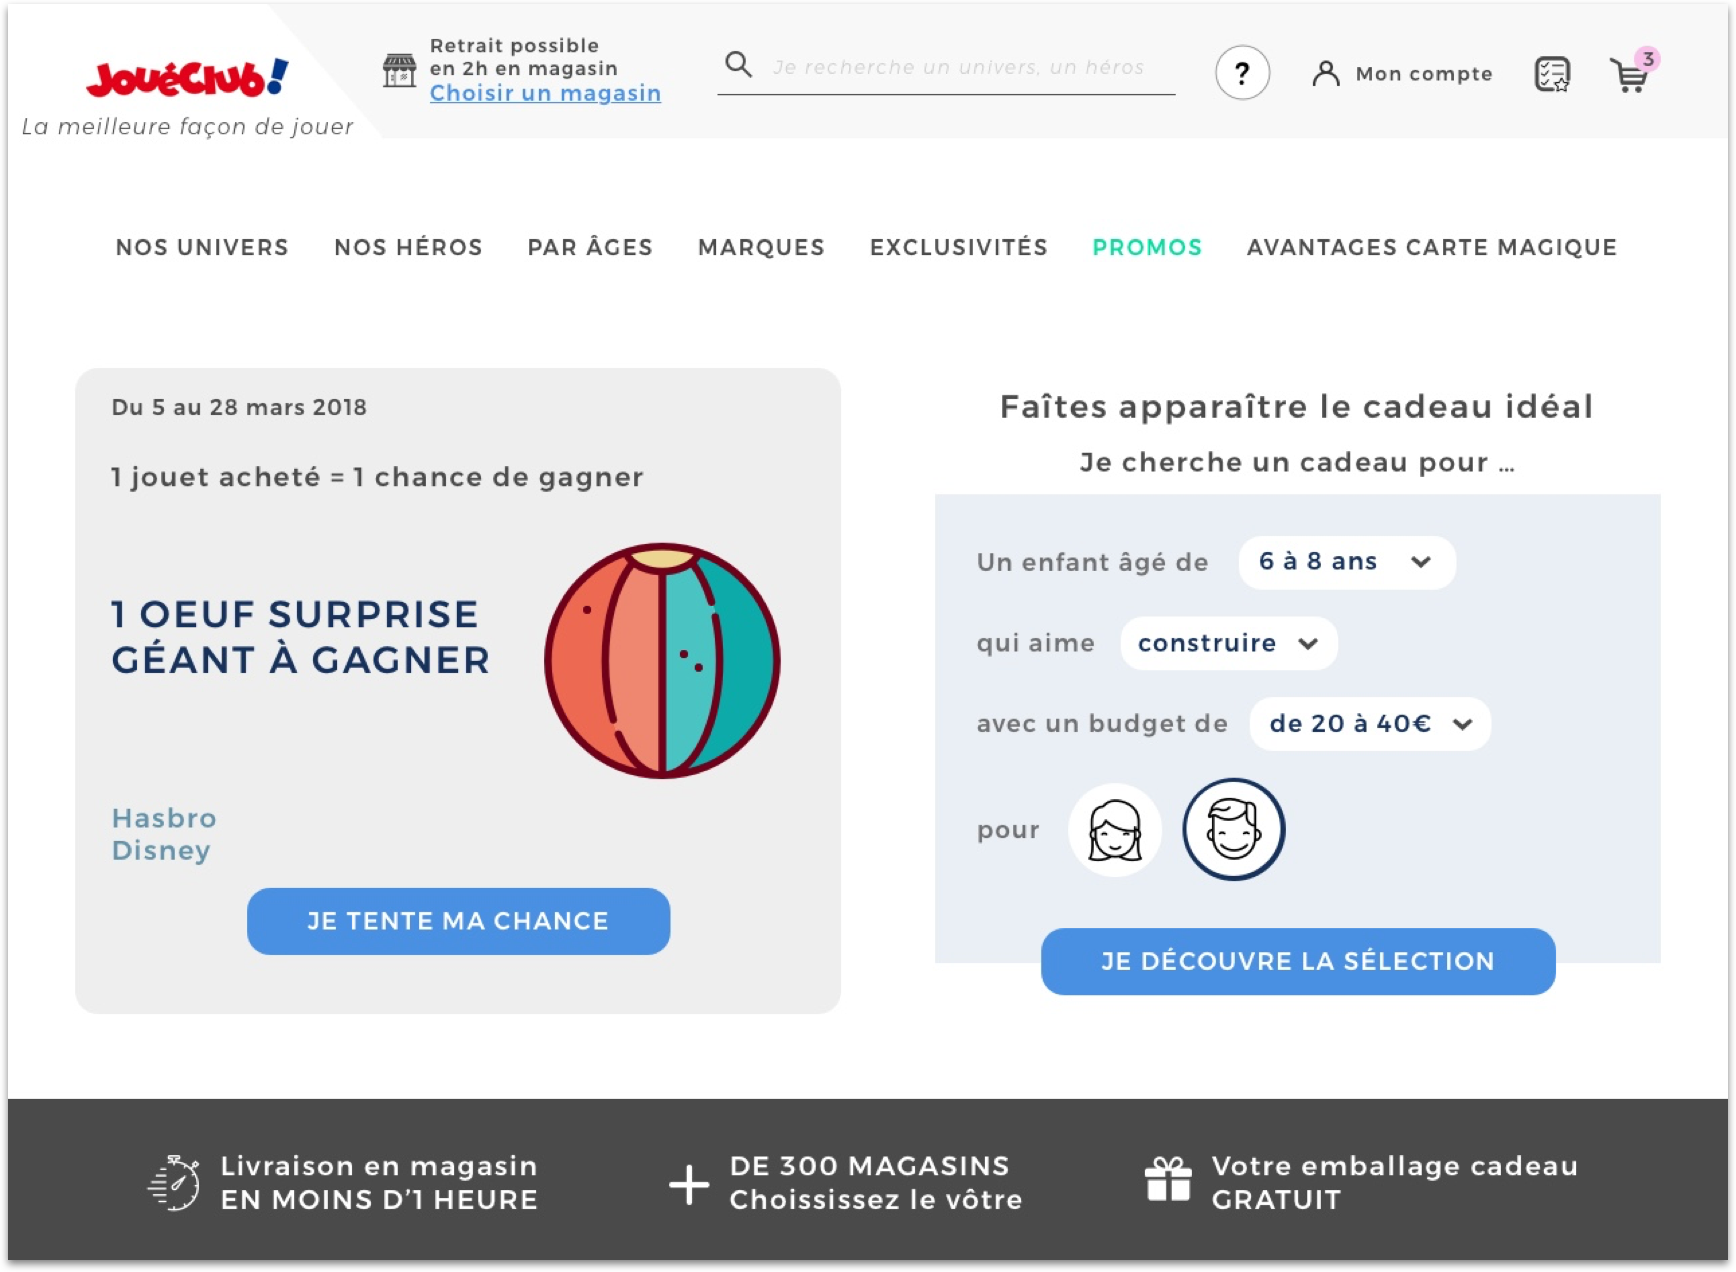 JouéClub!
La meilleure façon de jouer
Retrait possible
en 2h en magasin
Choisir un magasin
Je recherche un univers, un héros
?
Mon compte
3
NOS UNIVERS
NOS HÉROS
PAR ÂGES
MARQUES
EXCLUSIVITÉS
PROMOS
AVANTAGES CARTE MAGIQUE
Du 5 au 28 mars 2018
1 jouet acheté = 1 chance de gagner
1 OEUF SURPRISE
GÉANT À GAGNER
Hasbro
Disney
JE TENTE MA CHANCE
Faîtes apparaître le cadeau idéal
Je cherche un cadeau pour ...
Un enfant âgé de 6 à 8 ans
qui aime construire
avec un budget de de 20 à 40€
pour
JE DÉCOUVRE LA SÉLECTION
Livraison en magasin
EN MOINS D'1 HEURE
+ DE 300 MAGASINS
Choississez le vôtre
Votre emballage cadeau
GRATUIT